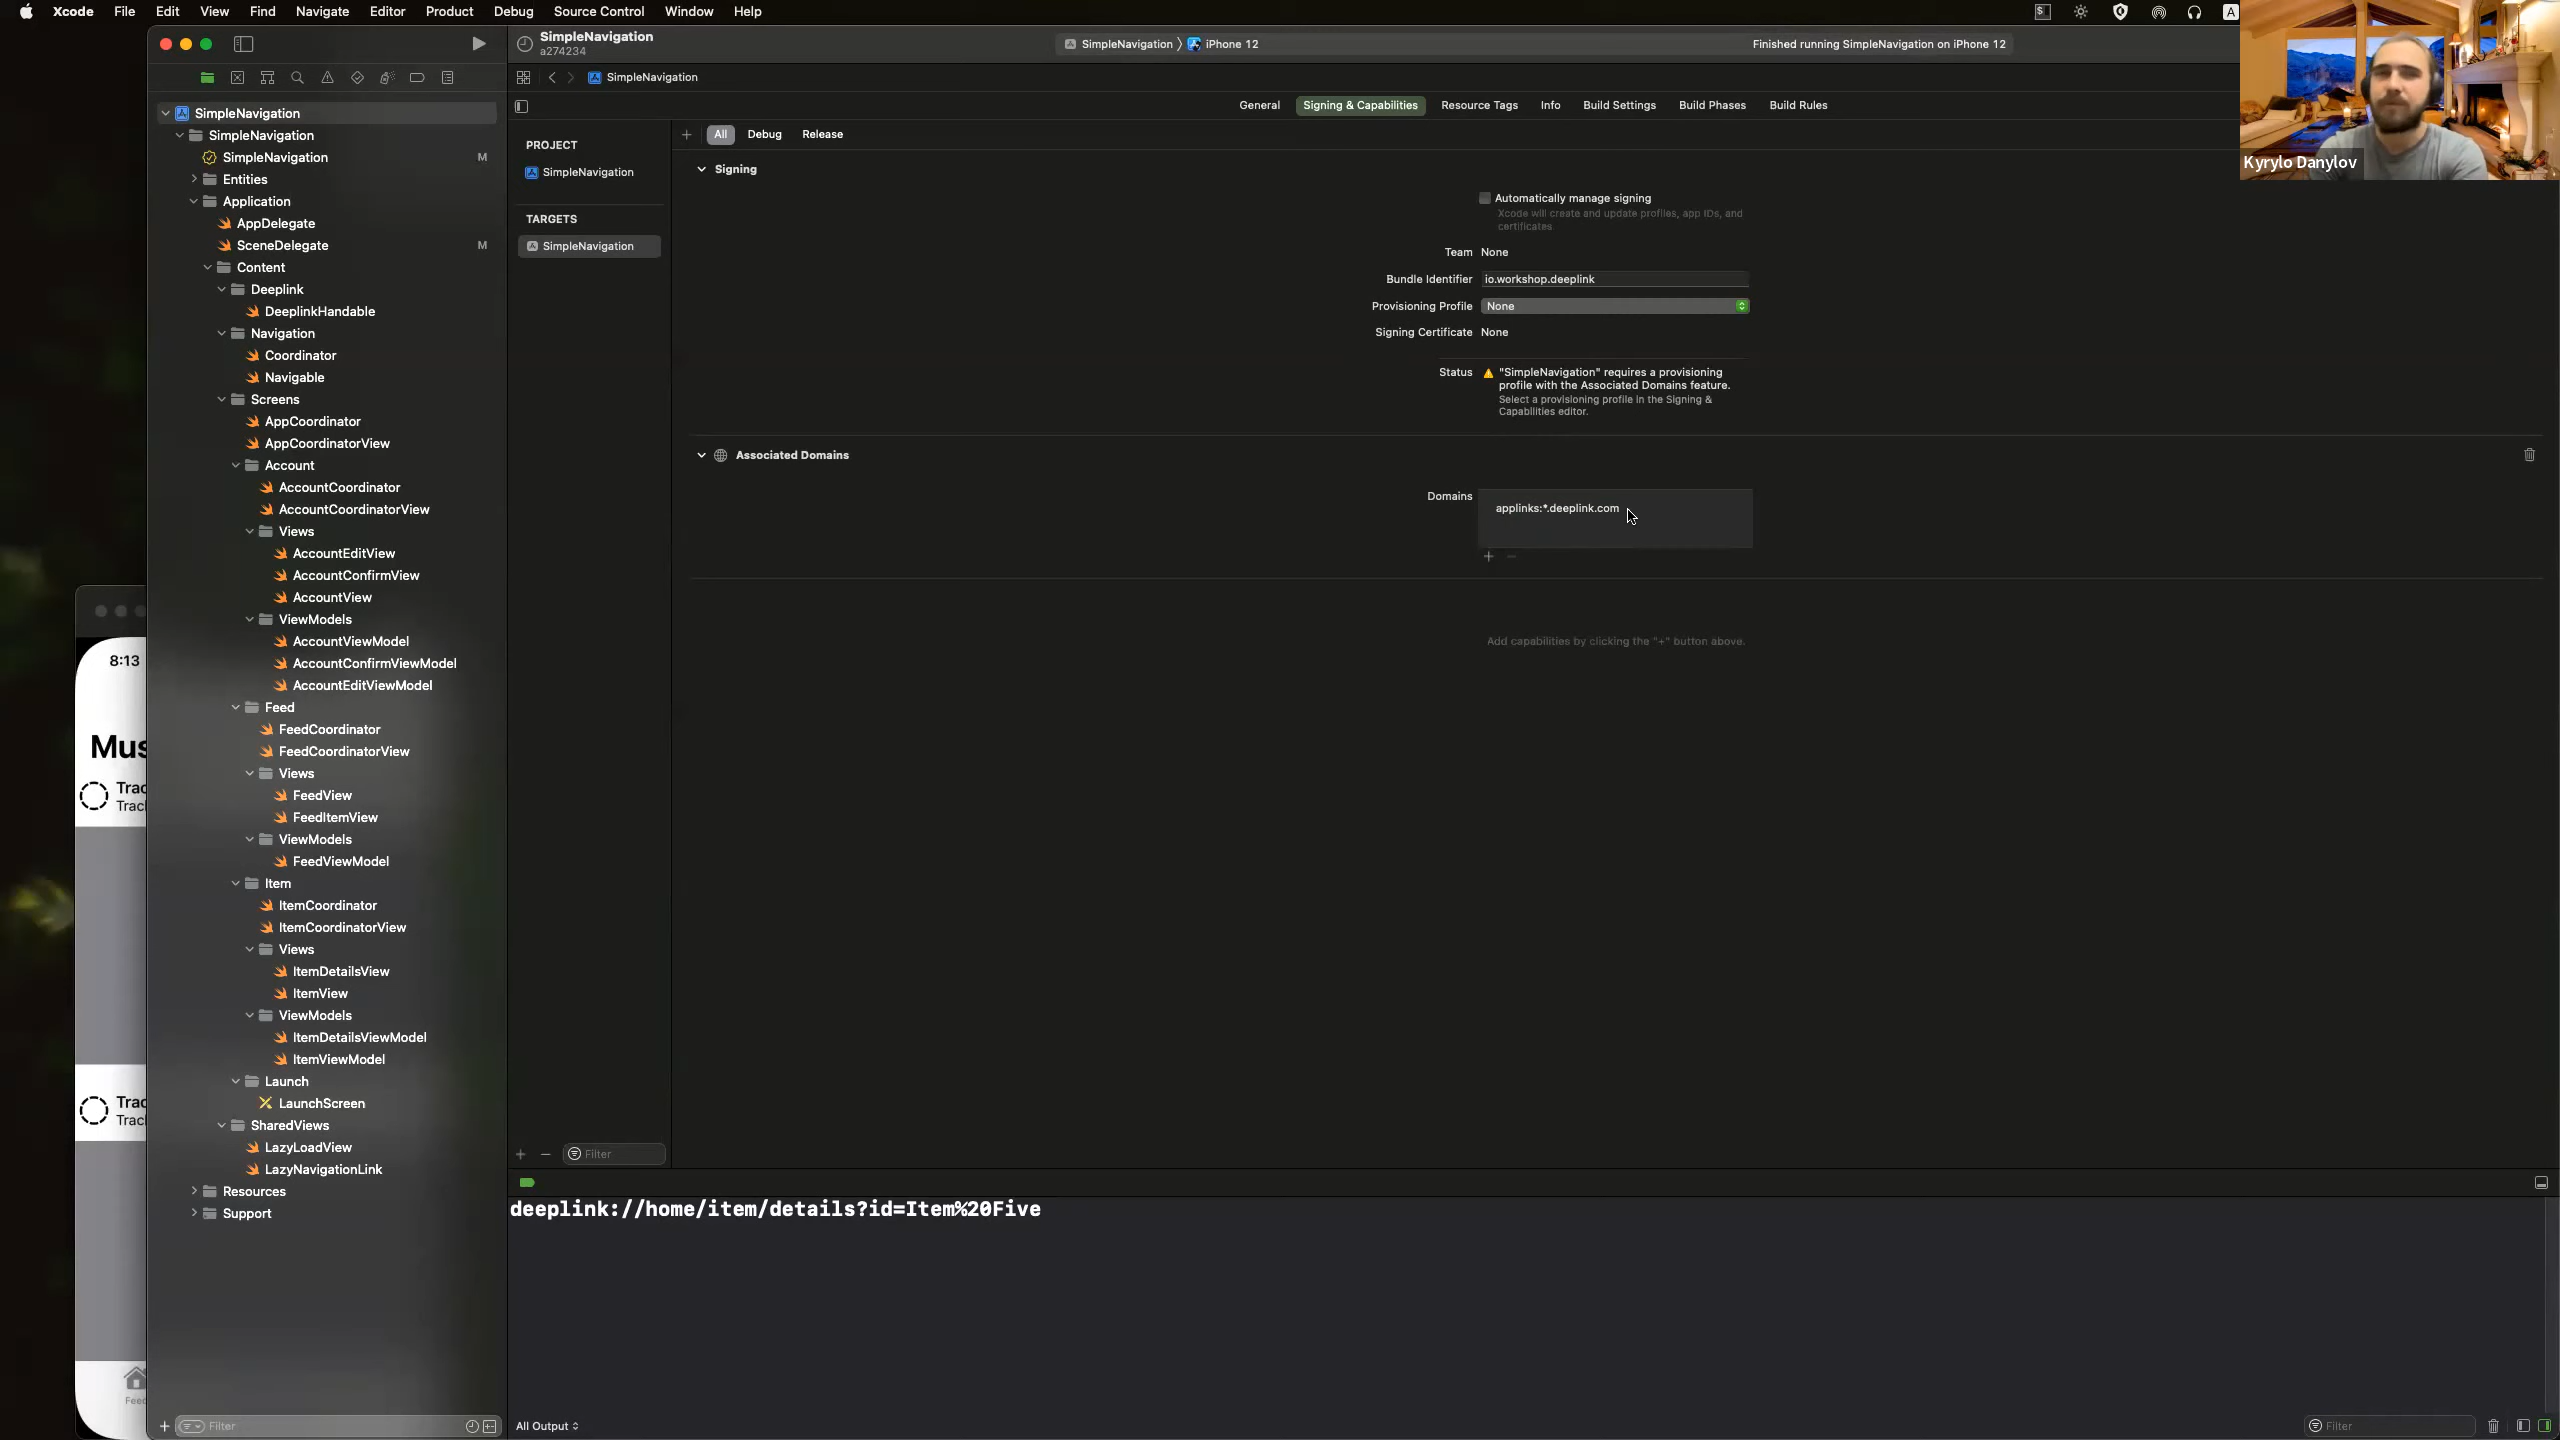 Xcode File Edit View Find Navigate Editor Product Debug Source Control Window Help
A
SimpleNavigation
a274234
SimpleNavigation
iPhone 12
Finished running SimpleNavigation on iPhone 12
SimpleNavigation
General Signing & Capabilities Resource Tags Info Build Settings Build Phases Build Rules
All Debug Release
Kyrylo Danylov
SimpleNavigation
SimpleNavigation
SimpleNavigation M
Entities
Application
AppDelegate
SceneDelegate M
Content
Deeplink
DeeplinkHandable
Navigation
Coordinator
Navigable
Screens
AppCoordinator
AppCoordinatorView
Account
AccountCoordinator
AccountCoordinatorView
Views
AccountEditView
AccountConfirmView
AccountView
ViewModels
AccountViewModel
AccountConfirmViewModel
AccountEditViewModel
Feed
FeedCoordinator
FeedCoordinatorView
Views
FeedView
FeedItemView
ViewModels
FeedViewModel
Item
ItemCoordinator
ItemCoordinatorView
Views
ItemDetailsView
ItemView
ViewModels
ItemDetailsViewModel
ItemViewModel
Launch
LaunchScreen
SharedViews
LazyLoadView
LazyNavigationLink
Resources
Support
Filter
PROJECT
SimpleNavigation
TARGETS
SimpleNavigation
Filter
Signing
Automatically manage signing
Xcode will create and update profiles, app IDs, and
certificates
Team None
Bundle Identifier io.workshop.deeplink
Provisioning Profile None
Signing Certificate None
Status "SimpleNavigation" requires a provisioning
profile with the Associated Domains feature.
Select a provisioning profile in the Signing &
Capabilities editor.
Associated Domains
Domains applinks:*.deeplink.com
Add capabilities by clicking the "+" button above.
deeplink://home/item/details?id=Item%20Five
All Output
Filter
8:13
Mus
Trac
Track
Trac
Track
Feed